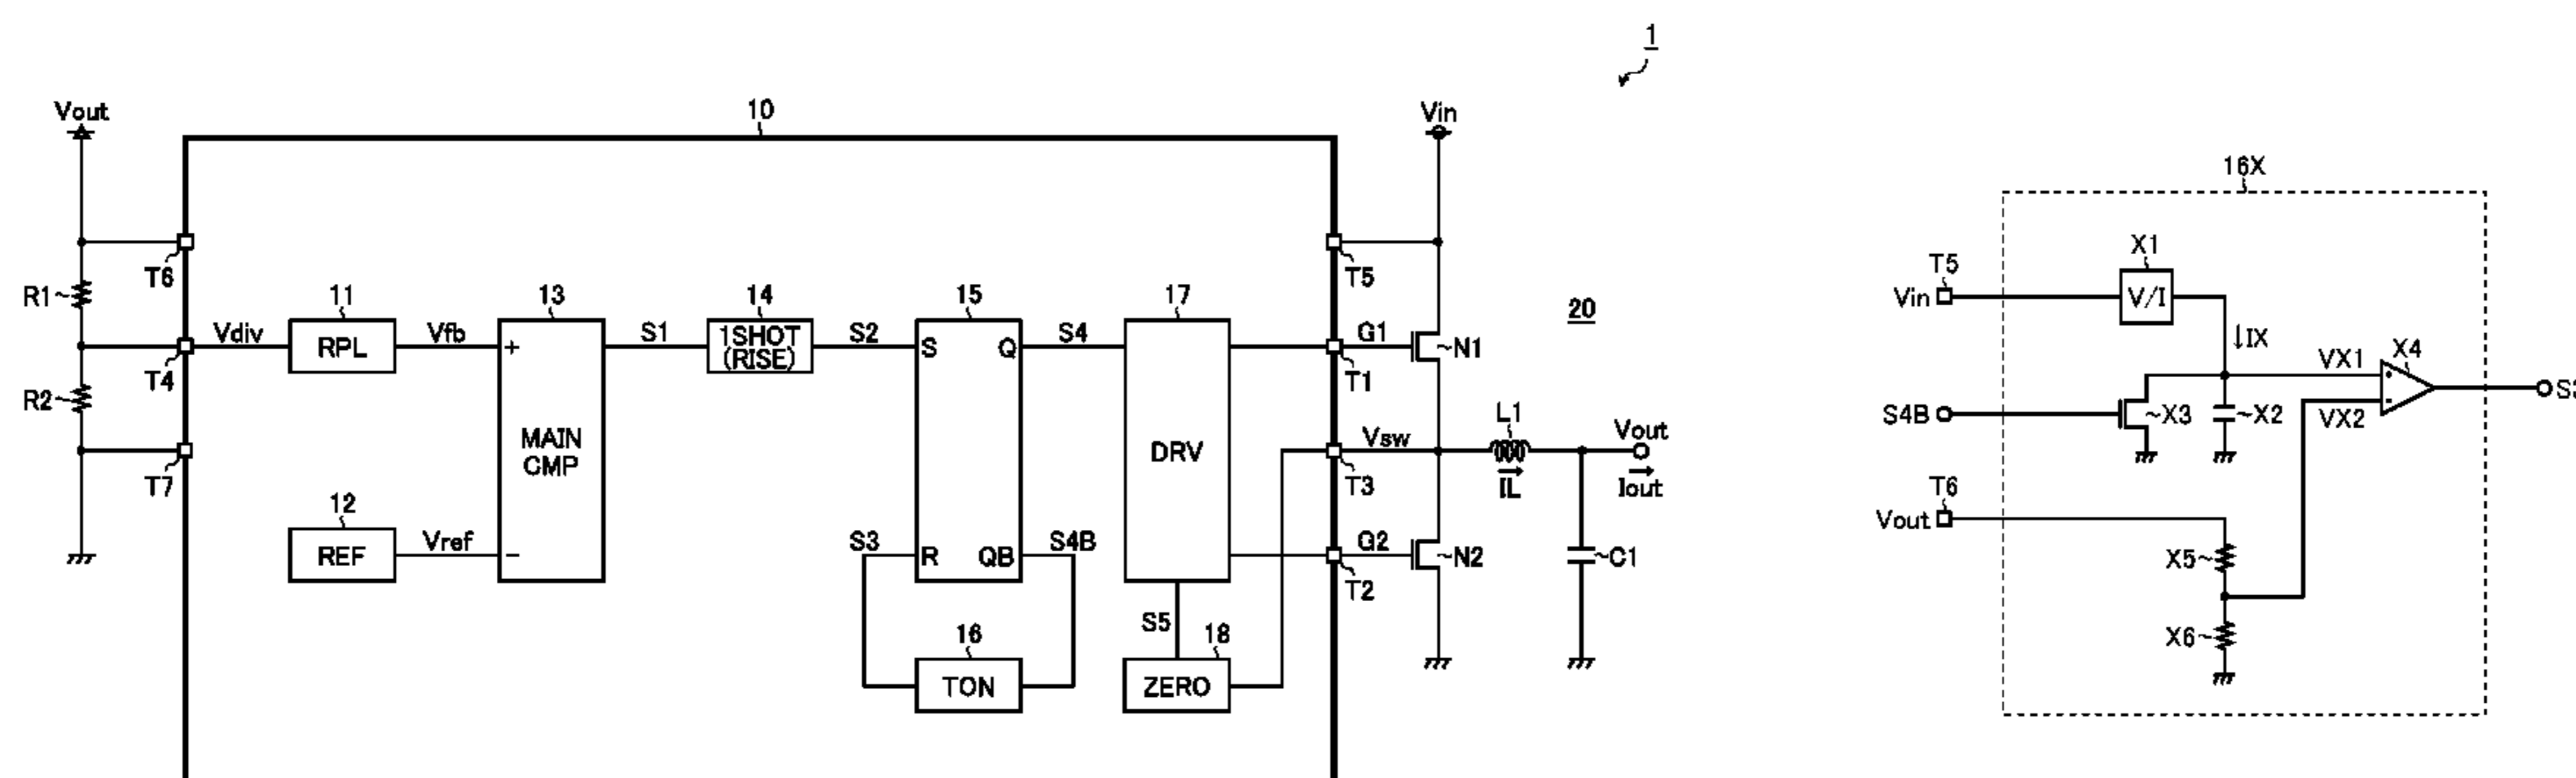 1
Vout
10
Vin
16X
T6
T5
R1
11
13
14
15
17
20
T5
X1
Vin
V/I
Vdiv
RPL
Vfb
+
S1
1SHOT
(RISE)
S2
S
Q
S4
G1
N1
T4
T1
IX
VX1
X4
R2
MAIN
CMP
DRV
S4B
X3
X2
VX2
+
-
Vsw
L1
Vout
IL
Iout
T7
T3
T6
Vout
12
REF
Vref
-
S3
R
QB
S4B
G2
N2
C1
T2
X5
S5
16
TON
18
ZERO
X6